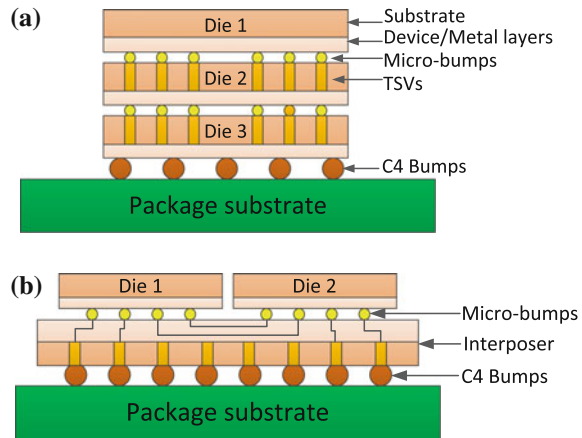 (a)
Die 1
Substrate
Device/Metal layers
Micro-bumps
Die 2
TSVs
Die 3
C4 Bumps
Package substrate
(b)
Die 1
Die 2
Micro-bumps
Interposer
C4 Bumps
Package substrate